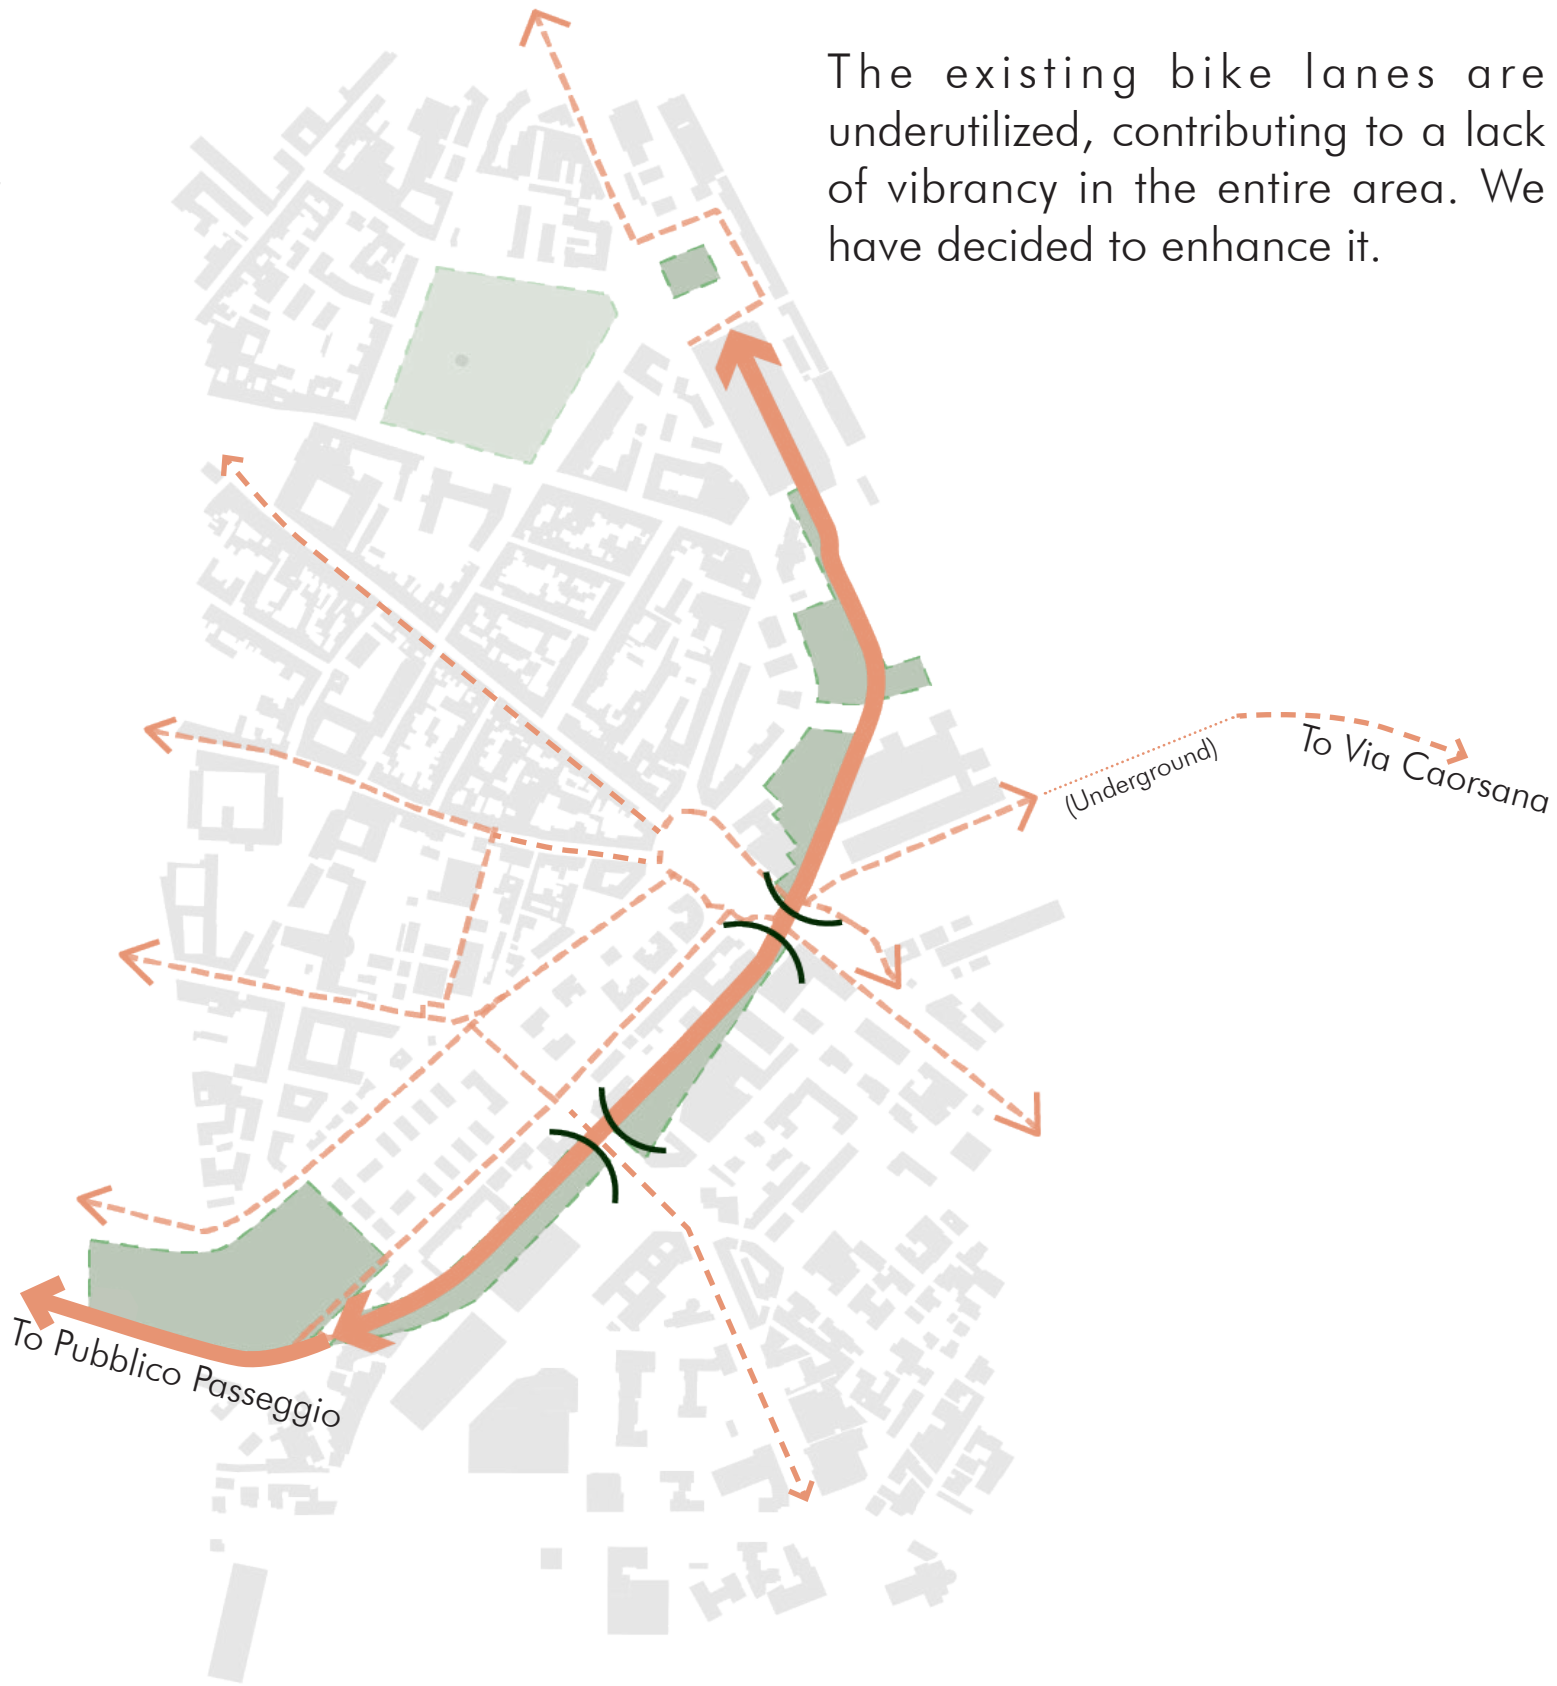 The existing bike lanes are
underutilized, contributing to a lack
of vibrancy in the entire area. We
have decided to enhance it.
To Via Caorsana
(Underground)
To Pubblico Passeggio